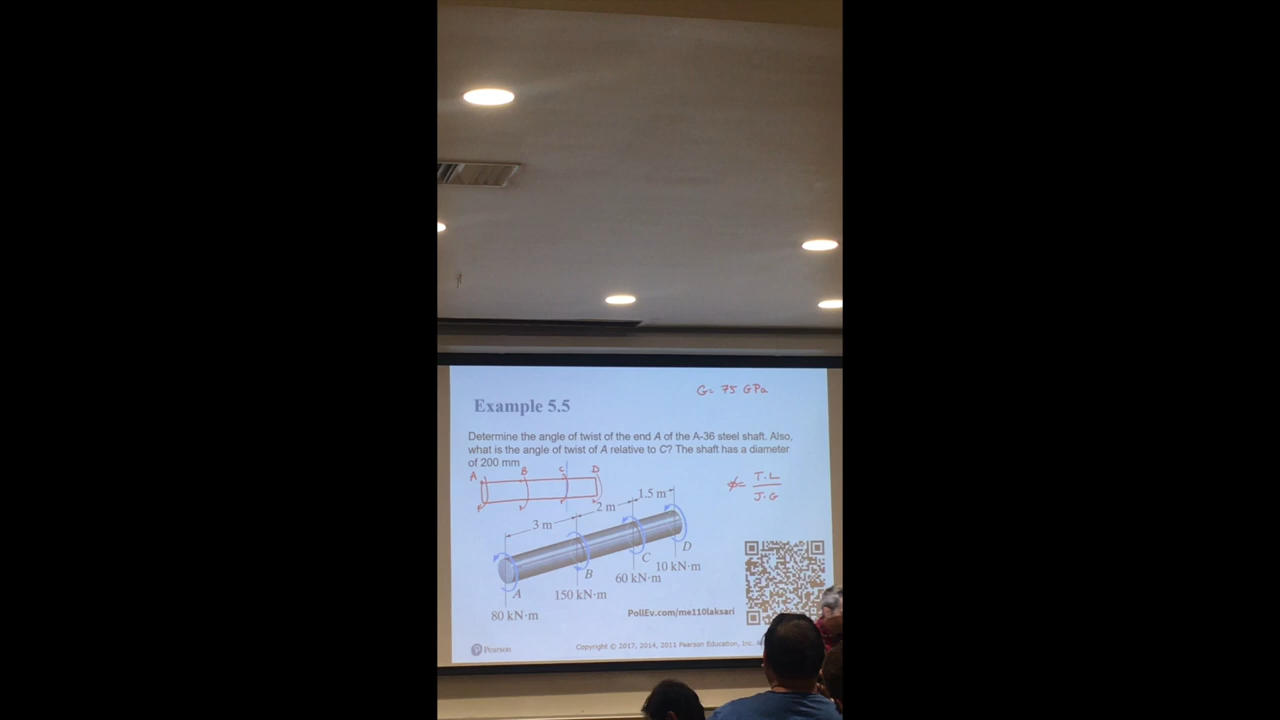 G= 75 GPa
Example 5.5
Determine the angle of twist of the end A of the A-36 steel shaft. Also,
what is the angle of twist of A relative to C? The shaft has a diameter
of 200 mm
A B C D
ϕ= T·L
J·G
1.5 m
2 m
3 m
D
C
10 kN·m
B
60 kN·m
A
150 kN·m
80 kN·m
PollEv.com/me110laksari
Pearson
Copyright © 2017, 2014, 2011 Pearson Education, Inc.